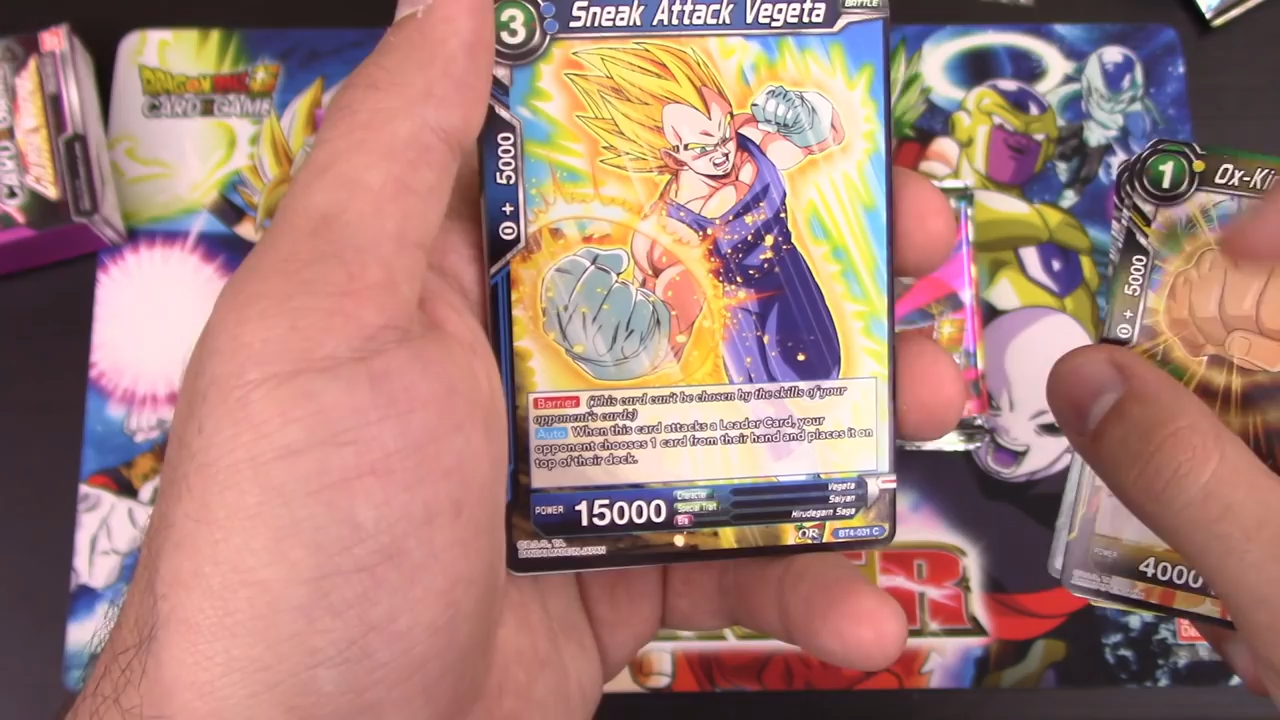 3
Sneak Attack Vegeta
BATTLE
0 + 5000
Barrier (This card can't be chosen by the skills of your
opponent's cards)
Auto When this card attacks a Leader Card, your
opponent chooses 1 card from their hand and places it on
top of their deck.
POWER 15000
Character Vegeta
Special Trait Saiyan
Era Hirudegarn Saga
BT4-031 C
BANDAI MADE IN JAPAN
DRAGON BALL
CARD GAME
1
Ox-Ki
0 + 5000
POWER
4000